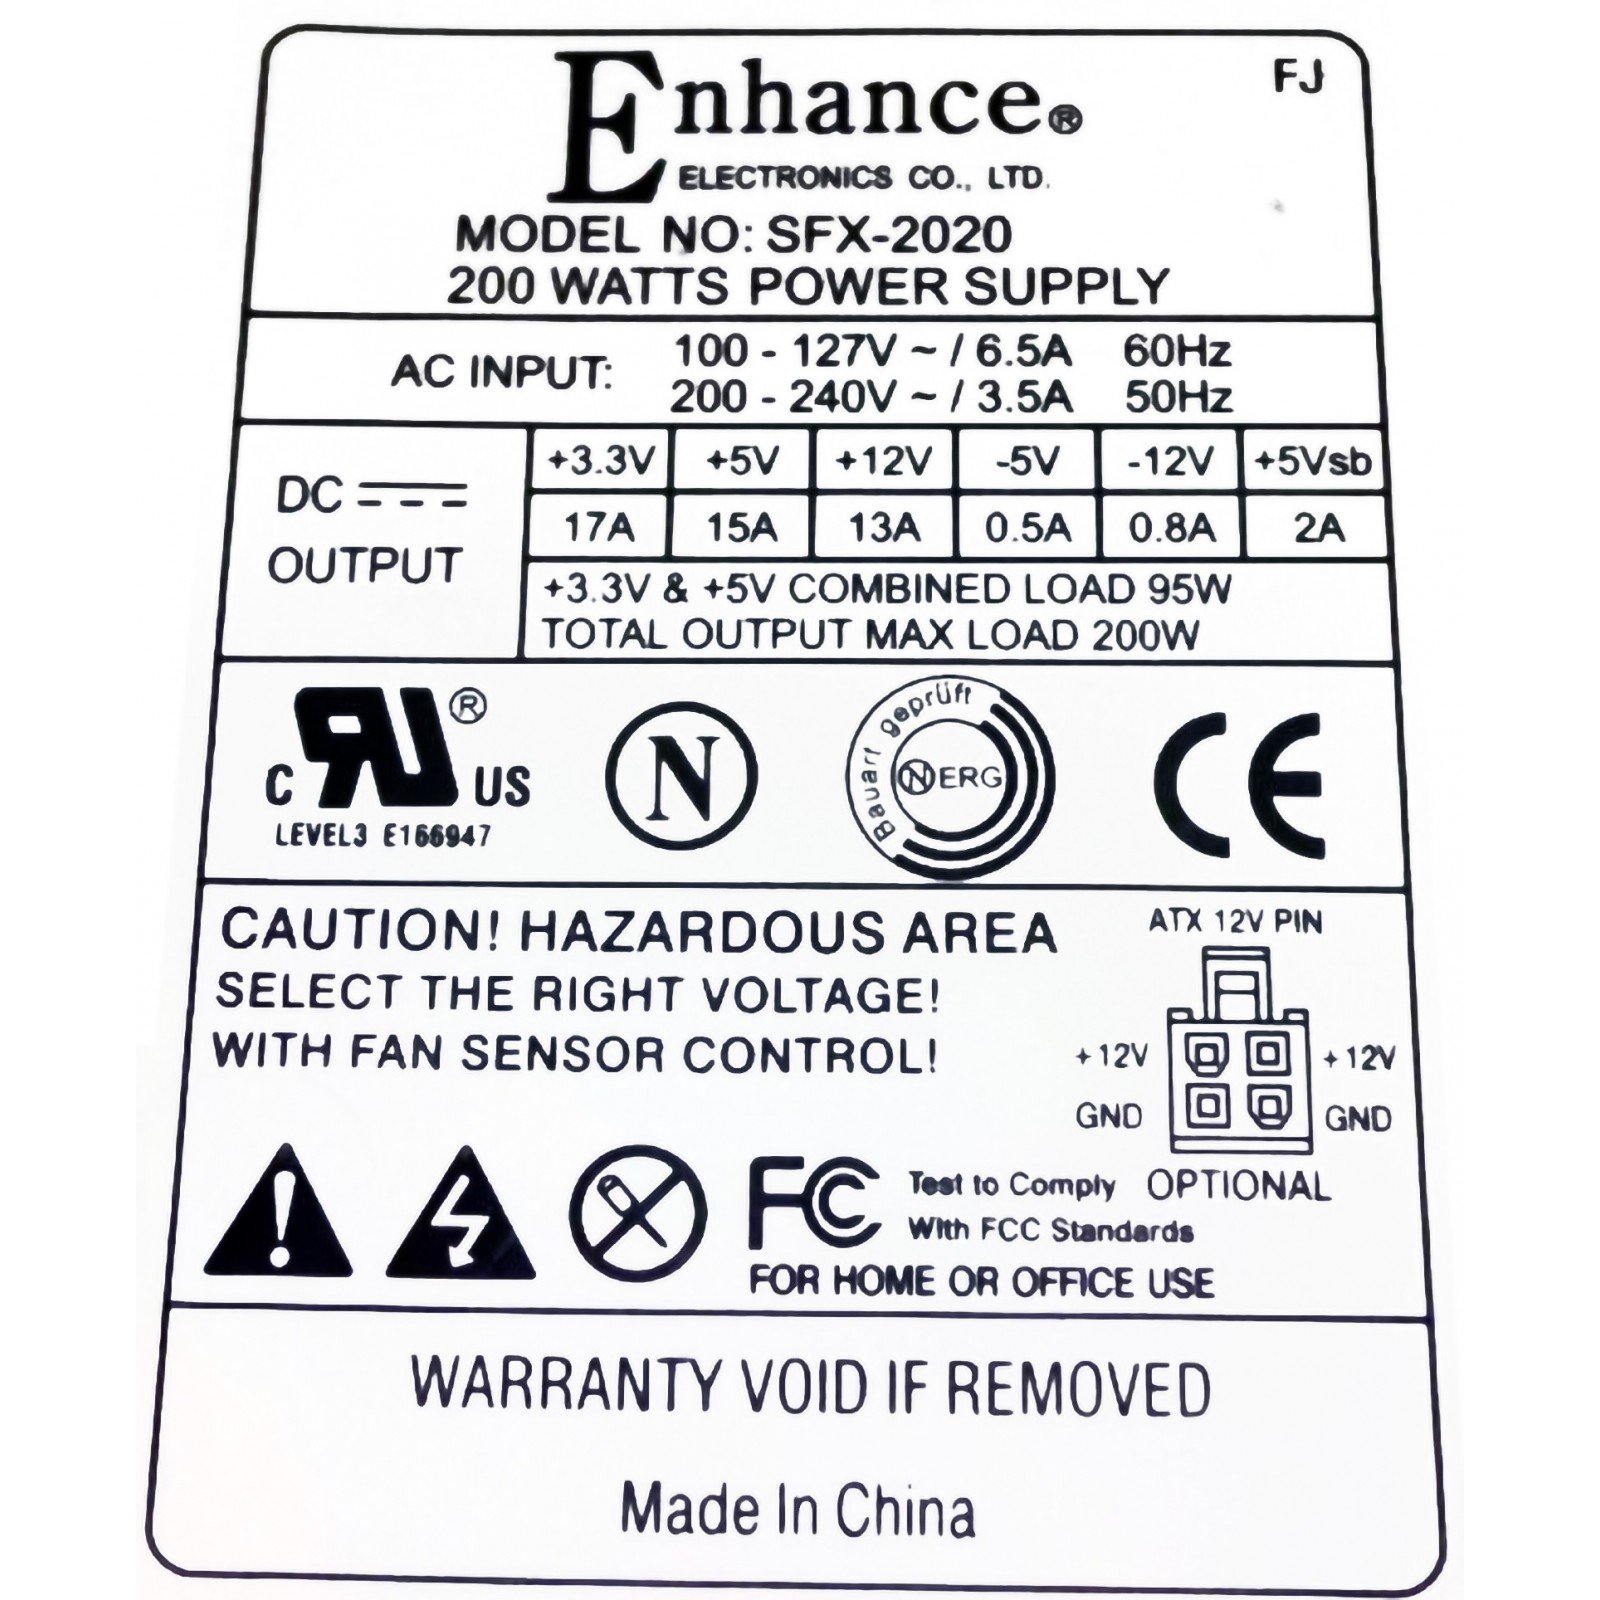 FJ
Enhance®
ELECTRONICS CO., LTD.
MODEL NO: SFX-2020
200 WATTS POWER SUPPLY
AC INPUT:
100 - 127V ~ / 6.5A 60Hz
200 - 240V ~ / 3.5A 50Hz
DC
OUTPUT
+3.3V +5V +12V -5V -12V +5Vsb
17A 15A 13A 0.5A 0.8A 2A
+3.3V & +5V COMBINED LOAD 95W
TOTAL OUTPUT MAX LOAD 200W
C RU® US
LEVEL3 E166947
N
Bauart geprüft
N ERG
CE
CAUTION! HAZARDOUS AREA
SELECT THE RIGHT VOLTAGE!
WITH FAN SENSOR CONTROL!
ATX 12V PIN
+12V +12V
GND GND
OPTIONAL
FC Test to Comply
With FCC Standards
FOR HOME OR OFFICE USE
WARRANTY VOID IF REMOVED
Made In China